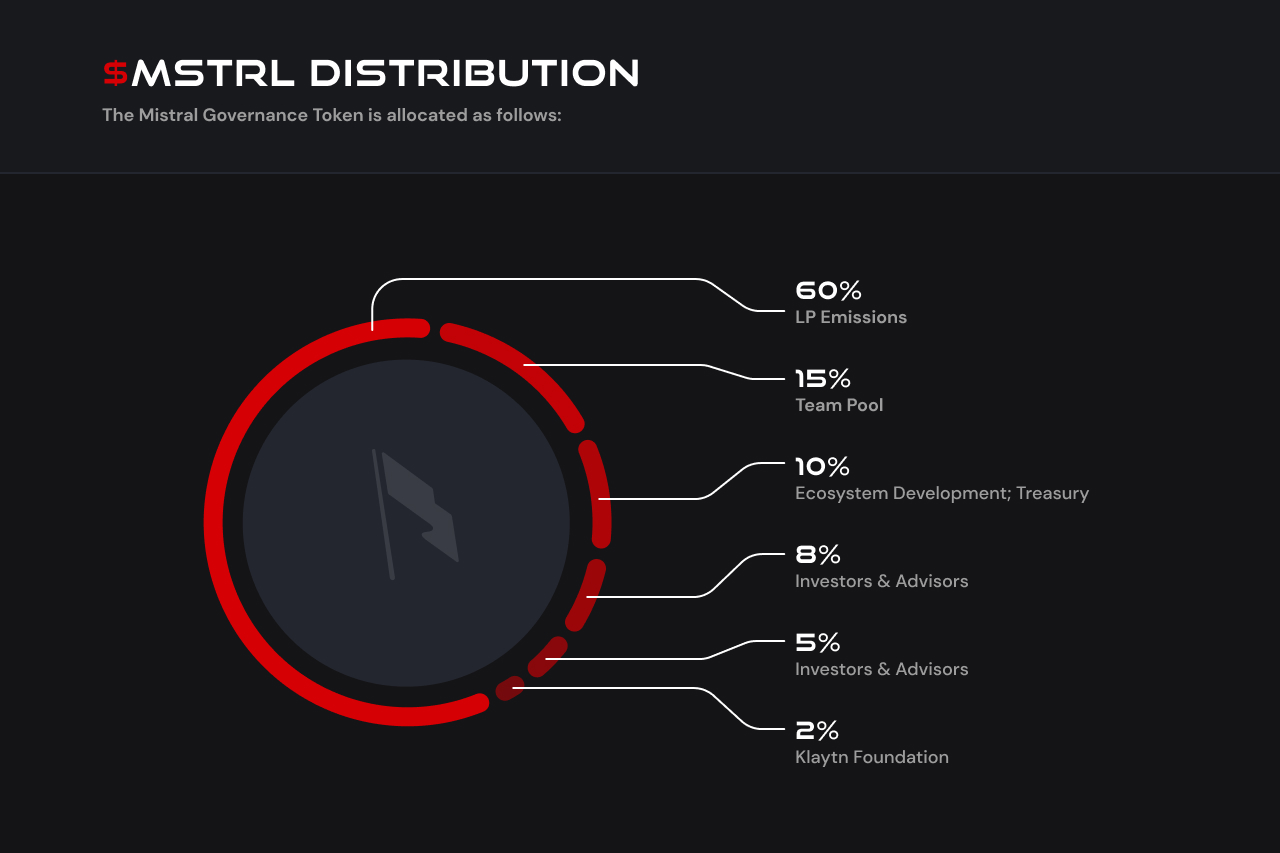 $MSTRL DISTRIBUTION
The Mistral Governance Token is allocated as follows:
60%
LP Emissions
15%
Team Pool
10%
Ecosystem Development; Treasury
8%
Investors & Advisors
5%
Investors & Advisors
2%
Klaytn Foundation